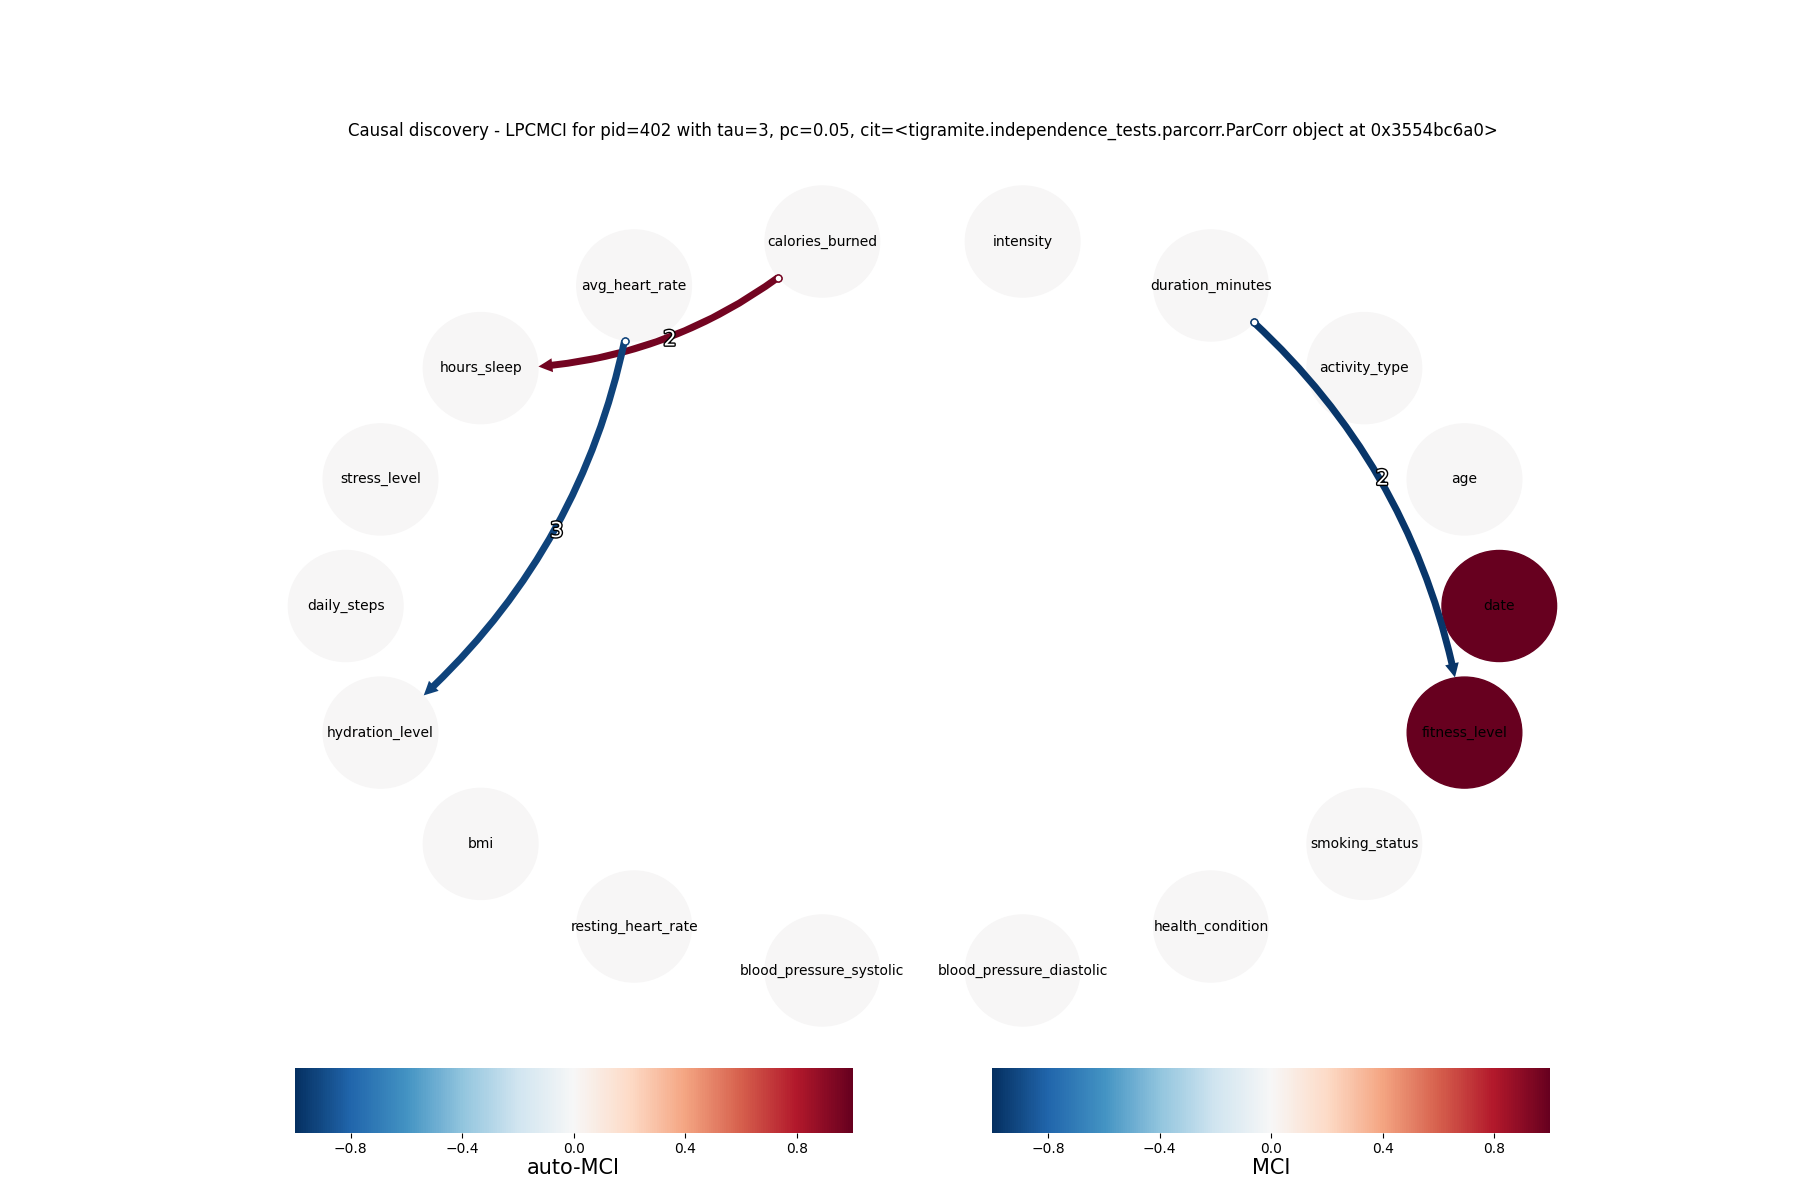 Causal discovery - LPCMCI for pid=402 with tau=3, pc=0.05, cit=<tigramite.independence_tests.parcorr.ParCorr object at 0x3554bc6a0>
calories_burned
intensity
avg_heart_rate
duration_minutes
2
hours_sleep
activity_type
stress_level
2
age
3
daily_steps
date
hydration_level
fitness_level
bmi
smoking_status
resting_heart_rate
health_condition
blood_pressure_systolic
blood_pressure_diastolic
−0.8 −0.4 0.0 0.4 0.8
auto-MCI
−0.8 −0.4 0.0 0.4 0.8
MCI